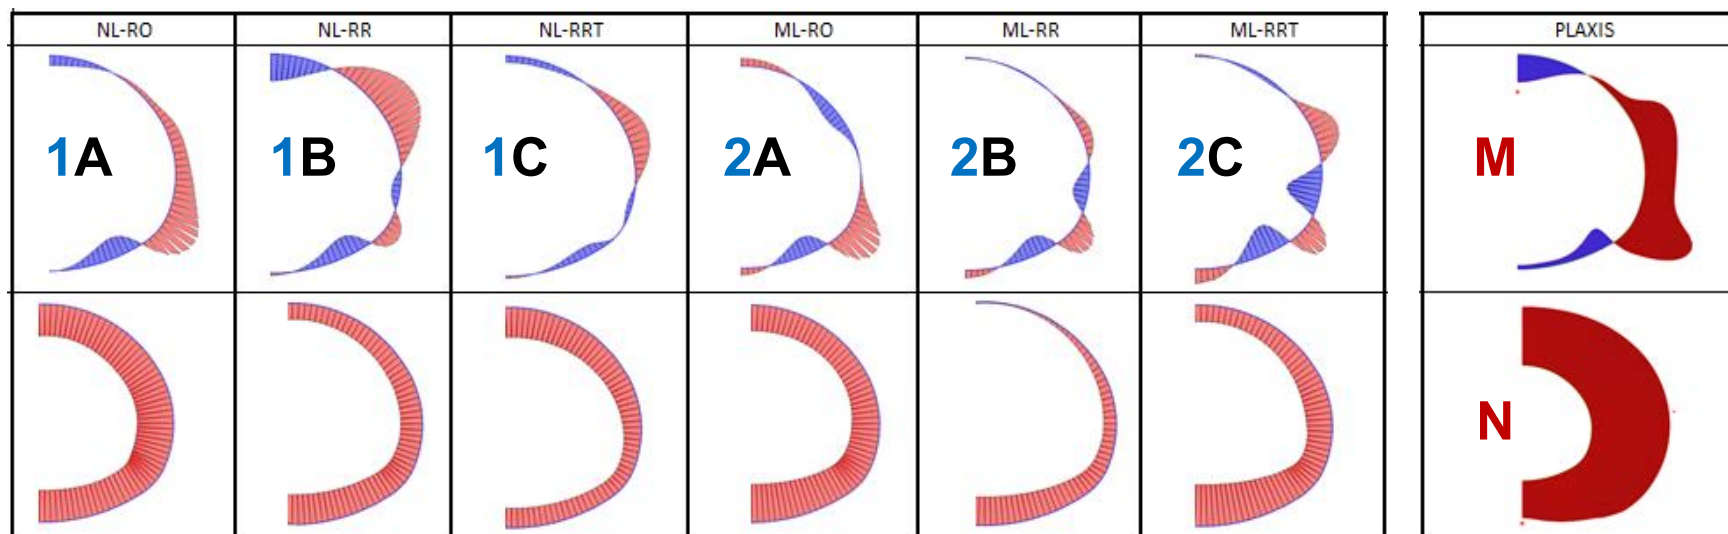 NL-RO NL-RR NL-RRT ML-RO ML-RR ML-RRT PLAXIS
1A 1B 1C 2A 2B 2C M
N